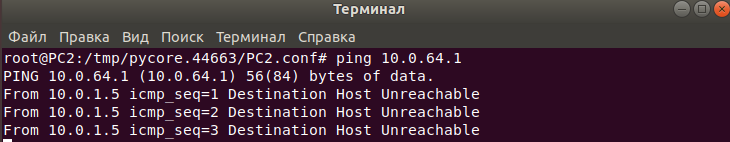 Терминал
Файл Правка Вид Поиск Терминал Справка
root@PC2:/tmp/pycore.44663/PC2.conf# ping 10.0.64.1
PING 10.0.64.1 (10.0.64.1) 56(84) bytes of data.
From 10.0.1.5 icmp_seq=1 Destination Host Unreachable
From 10.0.1.5 icmp_seq=2 Destination Host Unreachable
From 10.0.1.5 icmp_seq=3 Destination Host Unreachable